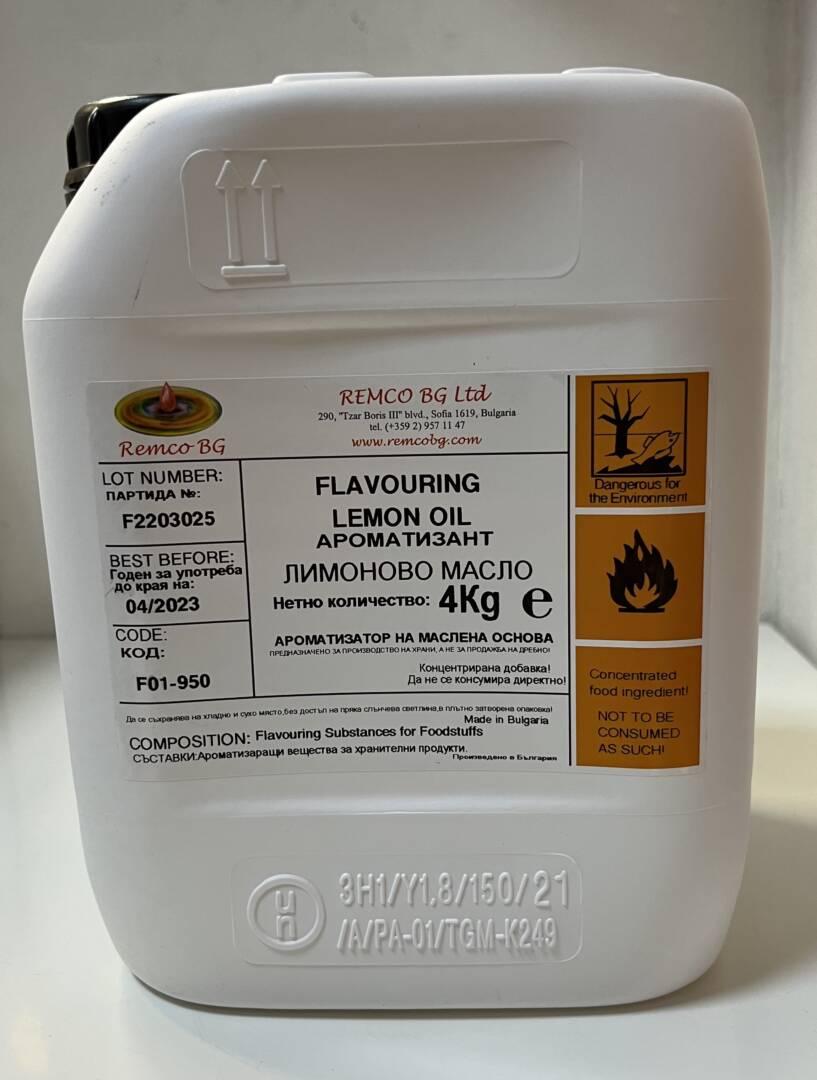 Remco BG
REMCO BG Ltd
290, "Tzar Boris III" blvd., Sofia 1619, Bulgaria
tel. (+359 2) 957 11 47
www.remcobg.com
LOT NUMBER:
ПАРТИДА №:
F2203025
BEST BEFORE:
Годен за употреба
до края на:
04/2023
CODE:
КОД:
F01-950
FLAVOURING
LEMON OIL
АРОМАТИЗАНТ
ЛИМОНОВО МАСЛО
Нетно количество: 4Kg e
АРОМАТИЗАТОР НА МАСЛЕНА ОСНОВА
ПРЕДНАЗНАЧЕНО ЗА ПРОИЗВОДСТВО НА ХРАНИ, А НЕ ЗА ПРОДАЖБА НА ДРЕБНО!
Концентрирана добавка!
Да не се консумира директно!
Да се съхранява на хладно и сухо място,без достъп на пряка слънчева светлина,в плътно затворена опаковка!
Made in Bulgaria
COMPOSITION: Flavouring Substances for Foodstuffs
СЪСТАВКИ:Ароматизаращи вещества за хранителни продукти.
Произведено в България
Dangerous for
the Environment
Concentrated
food ingredient!
NOT TO BE
CONSUMED
AS SUCH!
un
3H1/Y1,8/150/21
/A/PA-01/TGM-K249